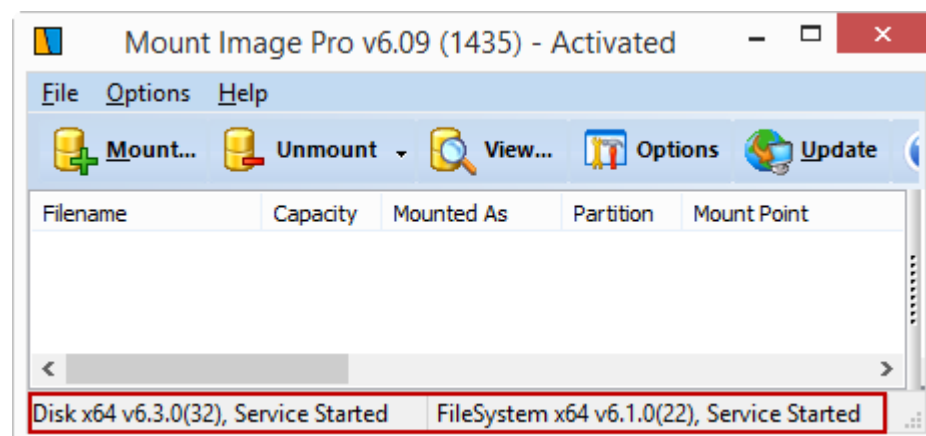 Mount Image Pro v6.09 (1435) - Activated
File Options Help
Mount... Unmount View... Options Update
Filename Capacity Mounted As Partition Mount Point
Disk x64 v6.3.0(32), Service Started FileSystem x64 v6.1.0(22), Service Started